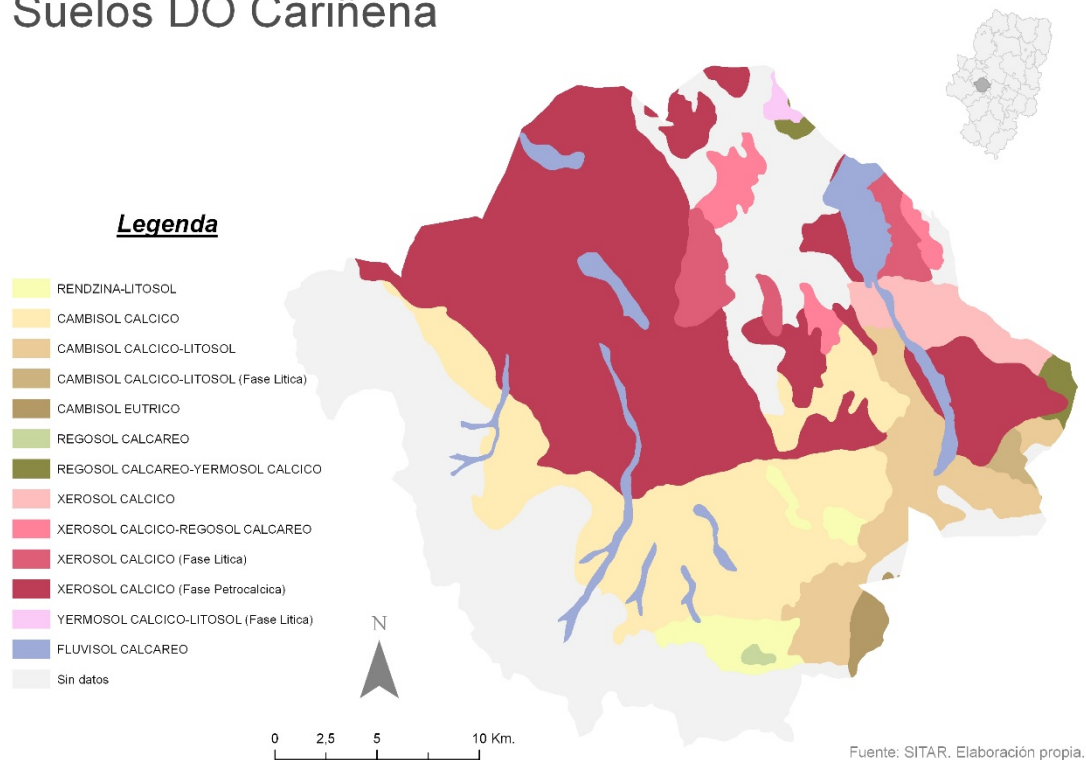 Suelos DO Cariñena
Legenda
RENDZINA-LITOSOL
CAMBISOL CALCICO
CAMBISOL CALCICO-LITOSOL
CAMBISOL CALCICO-LITOSOL (Fase Litica)
CAMBISOL EUTRICO
REGOSOL CALCAREO
REGOSOL CALCAREO-YERMOSOL CALCICO
XEROSOL CALCICO
XEROSOL CALCICO-REGOSOL CALCAREO
XEROSOL CALCICO (Fase Litica)
XEROSOL CALCICO (Fase Petrocalcica)
YERMOSOL CALCICO-LITOSOL (Fase Litica)
FLUVISOL CALCAREO
Sin datos
N
0 2,5 5 10 Km.
Fuente: SITAR. Elaboración propia.